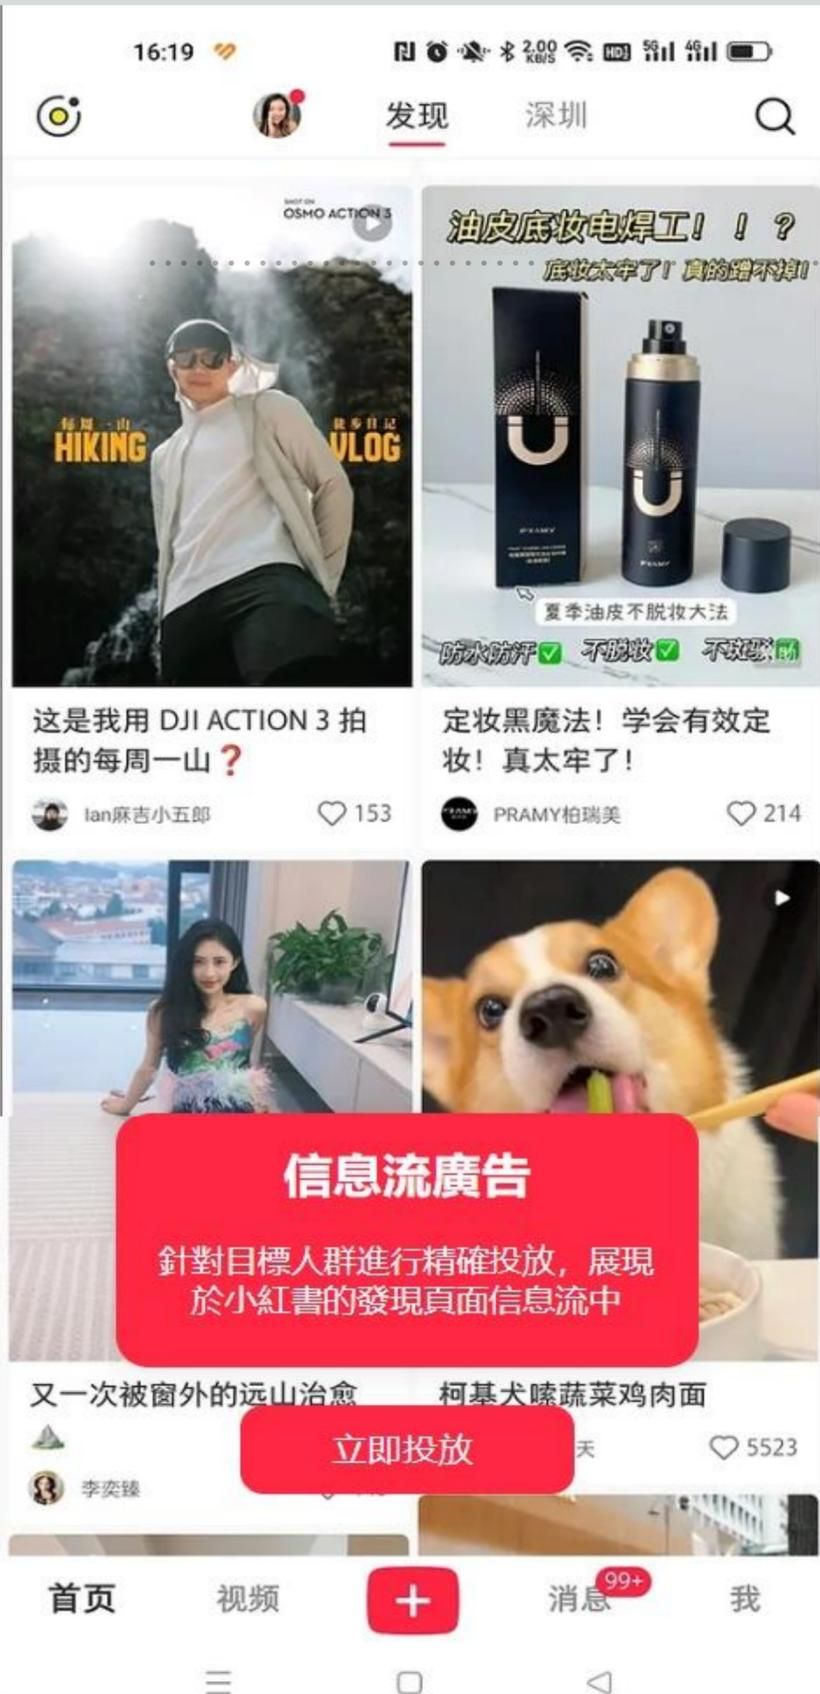 16:19
2.00
KB/S
HD
5G
4G
发现
深圳
SHOT ON
OSMO ACTION 3
每周一山
HIKING
徒步日记
VLOG
油皮底妆电焊工！！？
底妆太牢了！真的蹭不掉！
PRAMY
PRAMY
夏季油皮不脱妆大法
防水防汗✅ 不脱妆✅ 不斑驳✅
这是我用 DJI ACTION 3 拍
摄的每周一山❓
Ian麻吉小五郎
153
定妆黑魔法！学会有效定
妆！真太牢了！
PRAMY柏瑞美
214
信息流廣告
針對目標人群進行精確投放，展現
於小紅書的發現頁面信息流中
又一次被窗外的远山治愈
李奕臻
柯基犬嗦蔬菜鸡肉面
天
5523
立即投放
首页
视频
消息
99+
我